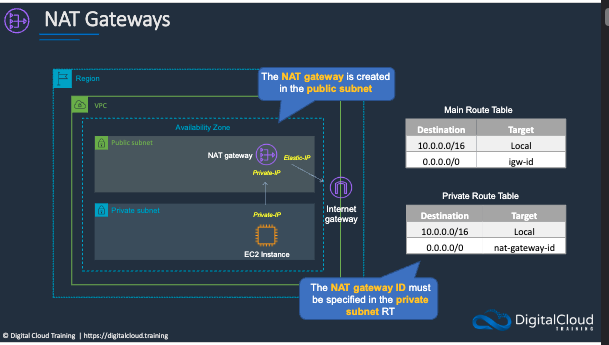 NAT Gateways
Region
The NAT gateway is created
in the public subnet
VPC
Availability Zone
Public subnet
NAT gateway
Elastic-IP
Private-IP
Private subnet
Private-IP
EC2 Instance
Internet
gateway
The NAT gateway ID must
be specified in the private
subnet RT
Main Route Table
Destination Target
10.0.0.0/16 Local
0.0.0.0/0 igw-id
Private Route Table
Destination Target
10.0.0.0/16 Local
0.0.0.0/0 nat-gateway-id
© Digital Cloud Training | https://digitalcloud.training
DigitalCloud
TRAINING